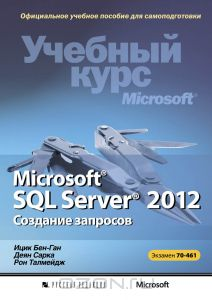 Официальное учебное пособие для самоподготовки
Учебный
курс
Microsoft®
Microsoft®
SQL Server® 2012
Создание запросов
Ицик Бен-Ган
Деян Сарка
Рон Талмейдж
Экзамен 70-461
РУССКАЯ РЕДАКЦИЯ
Microsoft